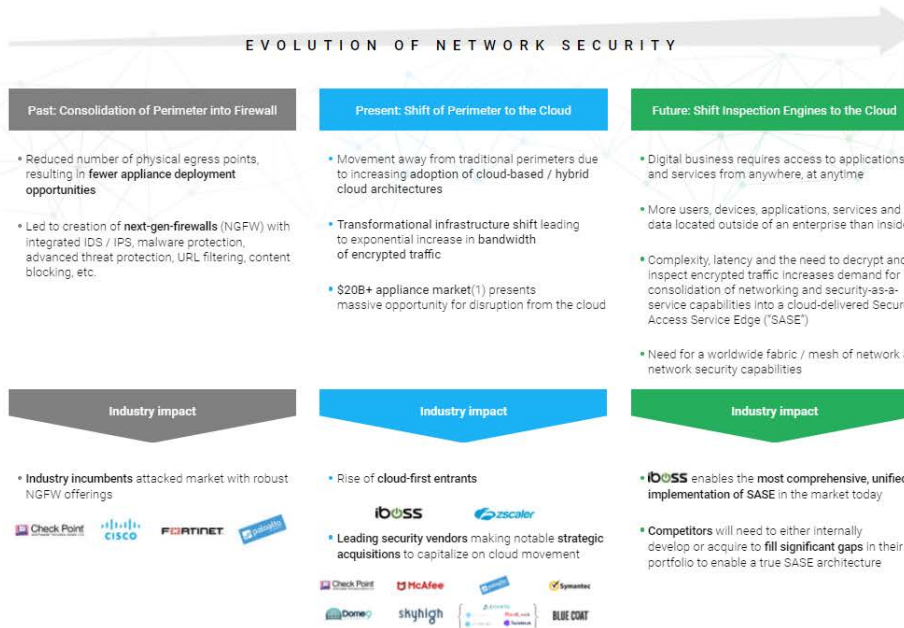 EVOLUTION OF NETWORK SECURITY
Past: Consolidation of Perimeter into Firewall
• Reduced number of physical egress points,
resulting in fewer appliance deployment
opportunities
• Led to creation of next-gen-firewalls (NGFW) with
integrated IDS / IPS, malware protection,
advanced threat protection, URL filtering, content
blocking, etc.
Industry impact
• Industry incumbents attacked market with robust
NGFW offerings
Check Point
CISCO
FORTINET
paloalto
Present: Shift of Perimeter to the Cloud
• Movement away from traditional perimeters due
to increasing adoption of cloud-based / hybrid
cloud architectures
• Transformational infrastructure shift leading
to exponential increase in bandwidth
of encrypted traffic
• $20B+ appliance market(1) presents
massive opportunity for disruption from the cloud
Industry impact
• Rise of cloud-first entrants
iboss
zscaler
• Leading security vendors making notable strategic
acquisitions to capitalize on cloud movement
Check Point
McAfee
paloalto
Symantec
Dome9
skyhigh
BLUE COAT
Future: Shift Inspection Engines to the Cloud
• Digital business requires access to applications
and services from anywhere, at anytime
• More users, devices, applications, services and
data located outside of an enterprise than inside
• Complexity, latency and the need to decrypt and
inspect encrypted traffic increases demand for
consolidation of networking and security-as-a-
service capabilities into a cloud-delivered Secure
Access Service Edge ("SASE")
• Need for a worldwide fabric / mesh of network
network security capabilities
Industry impact
• iboss enables the most comprehensive, unified
implementation of SASE in the market today
• Competitors will need to either internally
develop or acquire to fill significant gaps in their
portfolio to enable a true SASE architecture